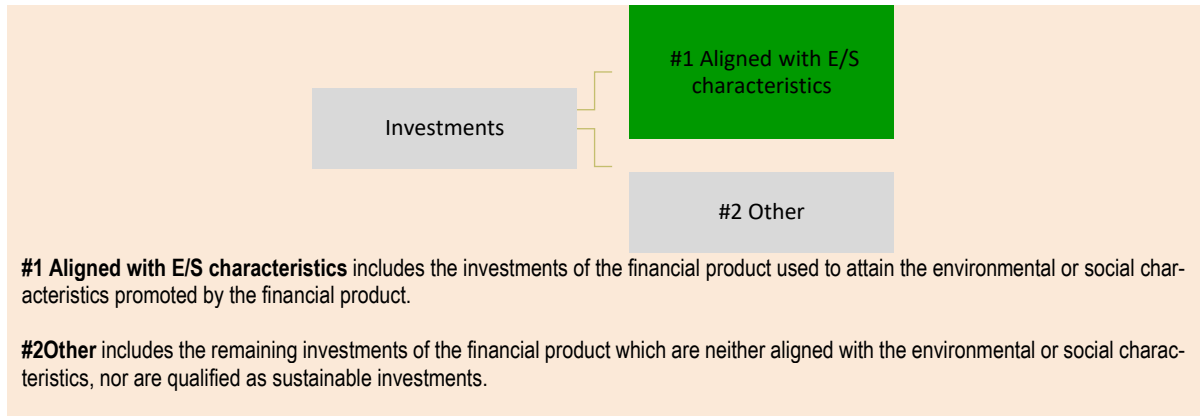 #1 Aligned with E/S
characteristics
Investments
#2 Other
#1 Aligned with E/S characteristics includes the investments of the financial product used to attain the environmental or social char-
acteristics promoted by the financial product.
#2Other includes the remaining investments of the financial product which are neither aligned with the environmental or social charac-
teristics, nor are qualified as sustainable investments.